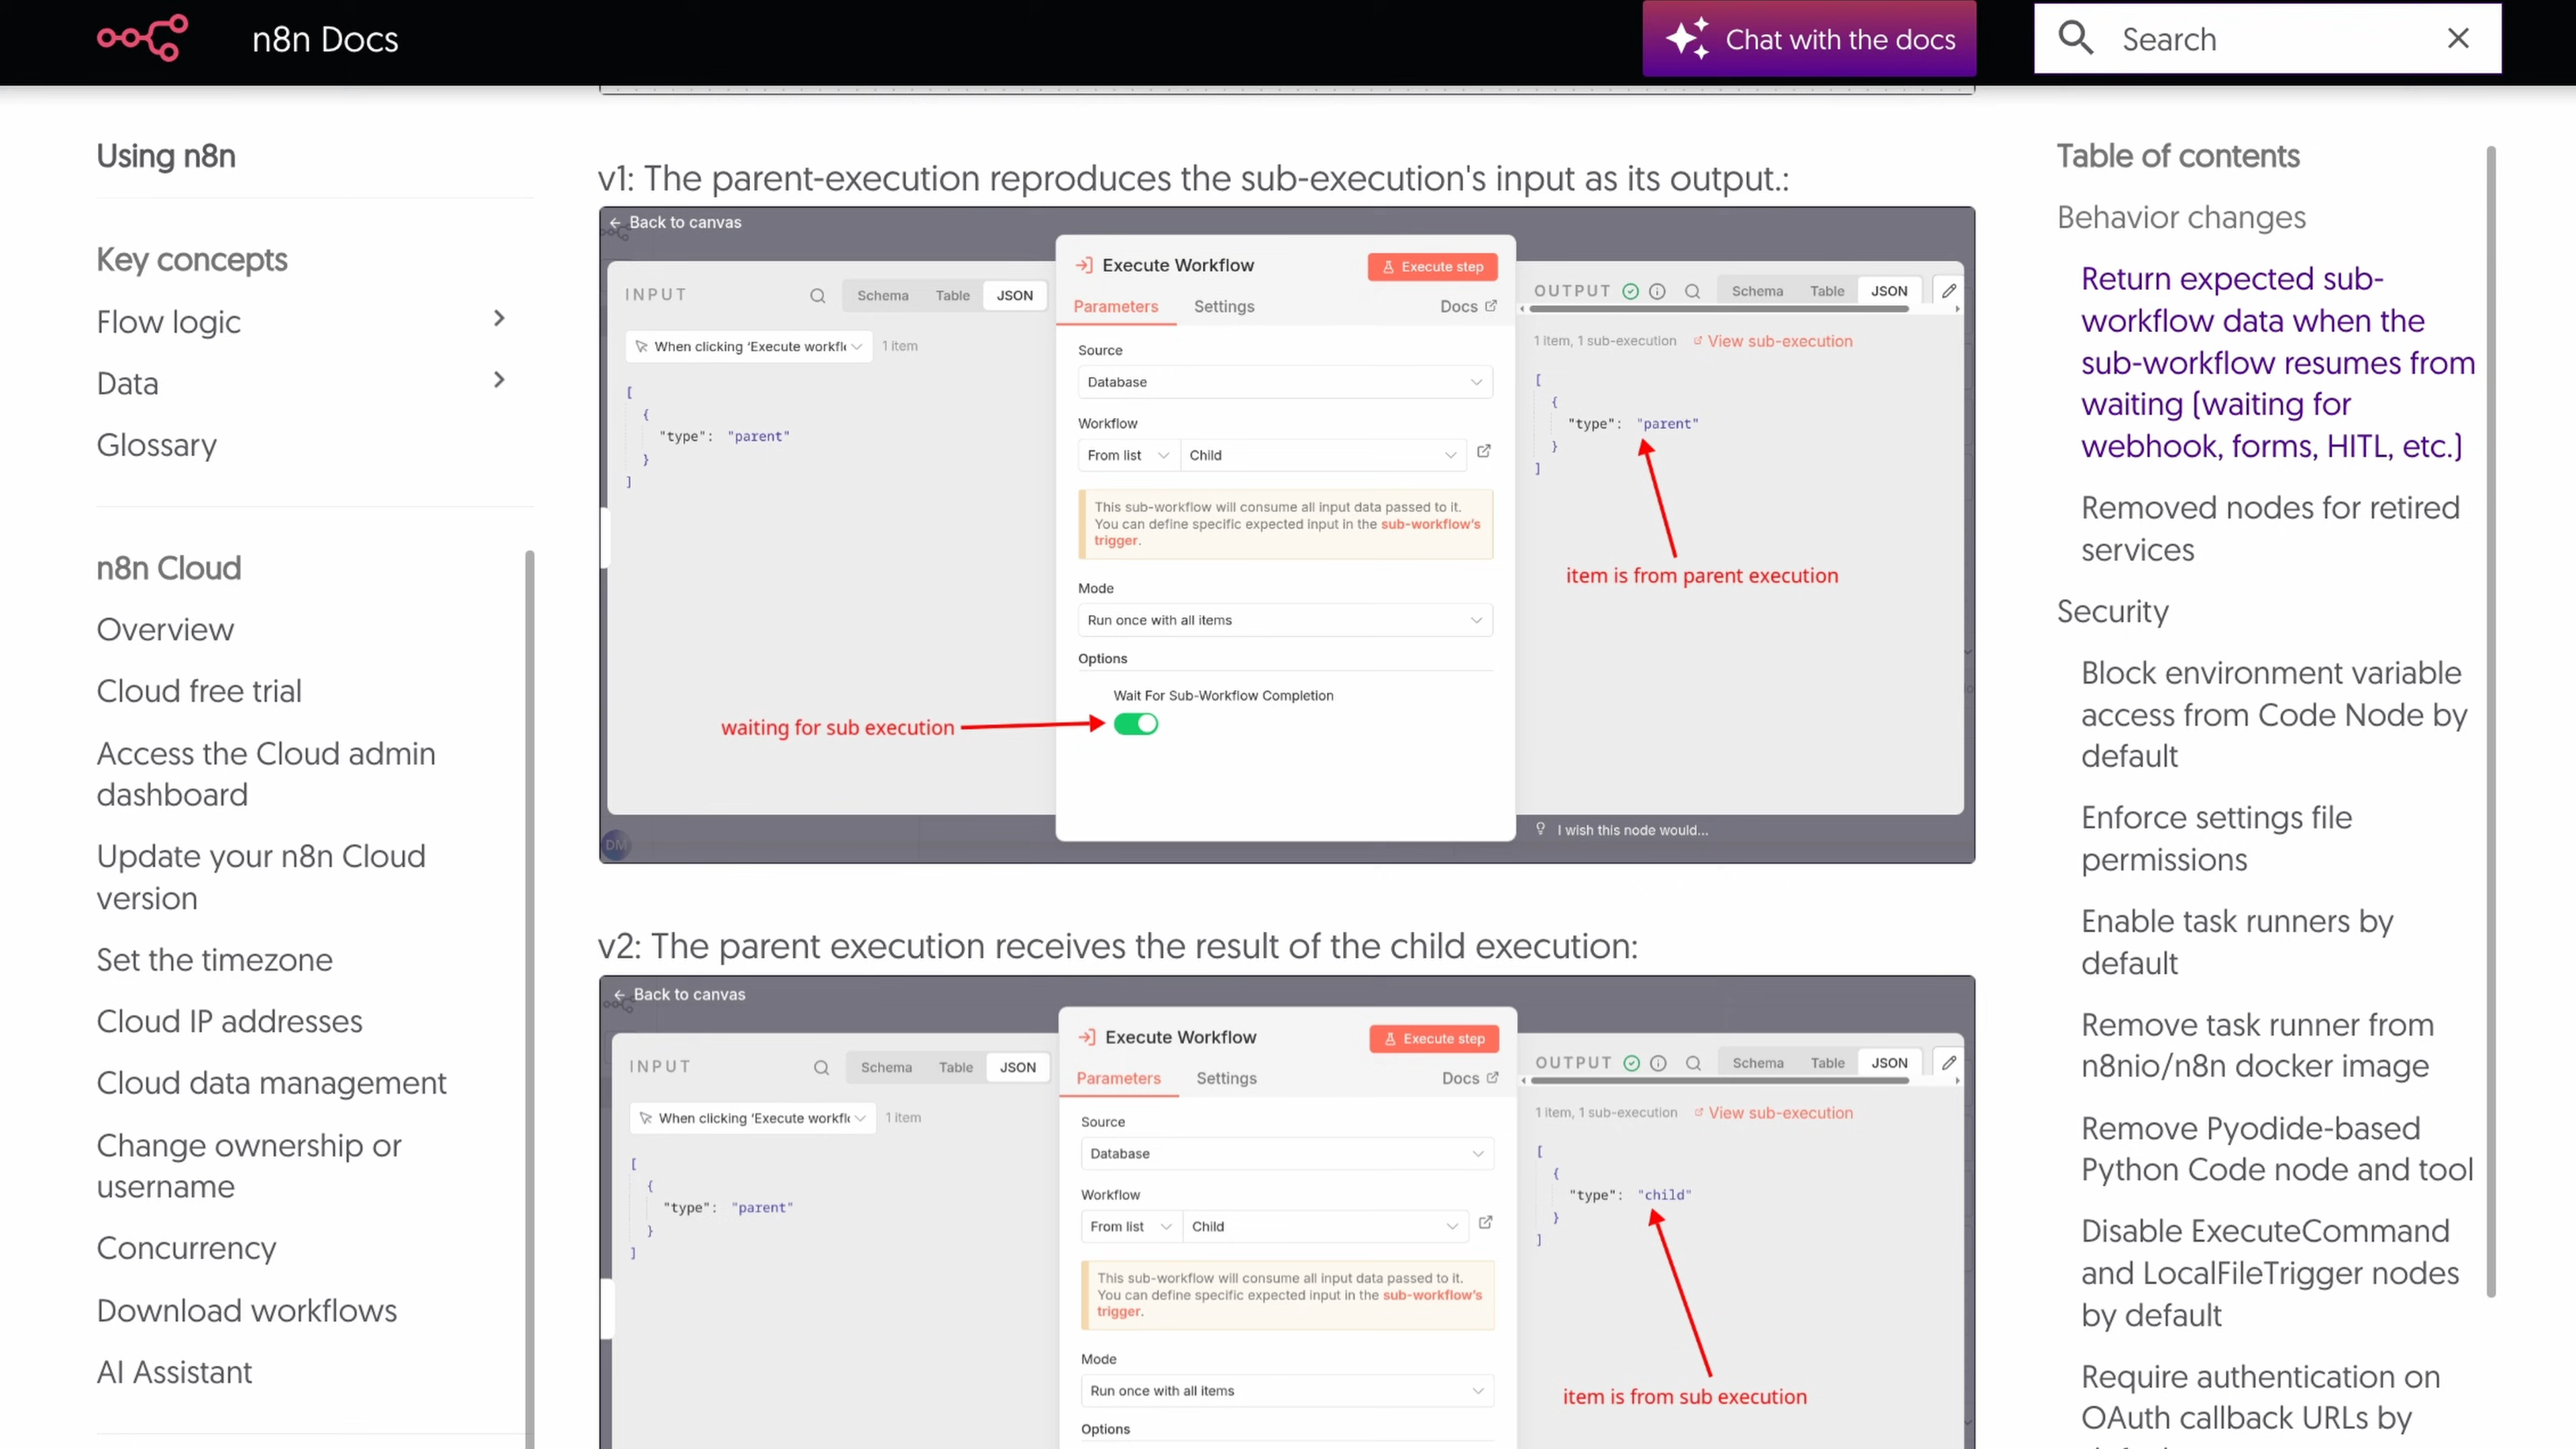 n8n Docs
Chat with the docs
Search
Using n8n
Key concepts
Flow logic
Data
Glossary
n8n Cloud
Overview
Cloud free trial
Access the Cloud admin
dashboard
Update your n8n Cloud
version
Set the timezone
Cloud IP addresses
Cloud data management
Change ownership or
username
Concurrency
Download workflows
AI Assistant
v1: The parent-execution reproduces the sub-execution's input as its output.:
Back to canvas
INPUT
Schema Table JSON
When clicking ‘Execute workfl 1 item
[
{
"type": "parent"
}
]
Execute Workflow
Execute step
Parameters Settings Docs
Source
Database
Workflow
From list Child
This sub-workflow will consume all input data passed to it.
You can define specific expected input in the sub-workflow’s
trigger.
Mode
Run once with all items
Options
Wait For Sub-Workflow Completion
waiting for sub execution
OUTPUT
Schema Table JSON
1 item, 1 sub-execution View sub-execution
[
{
"type": "parent"
}
]
item is from parent execution
I wish this node would...
DM
v2: The parent execution receives the result of the child execution:
Back to canvas
INPUT
Schema Table JSON
When clicking ‘Execute workfl 1 item
[
{
"type": "parent"
}
]
Execute Workflow
Execute step
Parameters Settings Docs
Source
Database
Workflow
From list Child
This sub-workflow will consume all input data passed to it.
You can define specific expected input in the sub-workflow’s
trigger.
Mode
Run once with all items
Options
OUTPUT
Schema Table JSON
1 item, 1 sub-execution View sub-execution
[
{
"type": "child"
}
]
item is from sub execution
Table of contents
Behavior changes
Return expected sub-
workflow data when the
sub-workflow resumes from
waiting (waiting for
webhook, forms, HITL, etc.)
Removed nodes for retired
services
Security
Block environment variable
access from Code Node by
default
Enforce settings file
permissions
Enable task runners by
default
Remove task runner from
n8nio/n8n docker image
Remove Pyodide-based
Python Code node and tool
Disable ExecuteCommand
and LocalFileTrigger nodes
by default
Require authentication on
OAuth callback URLs by